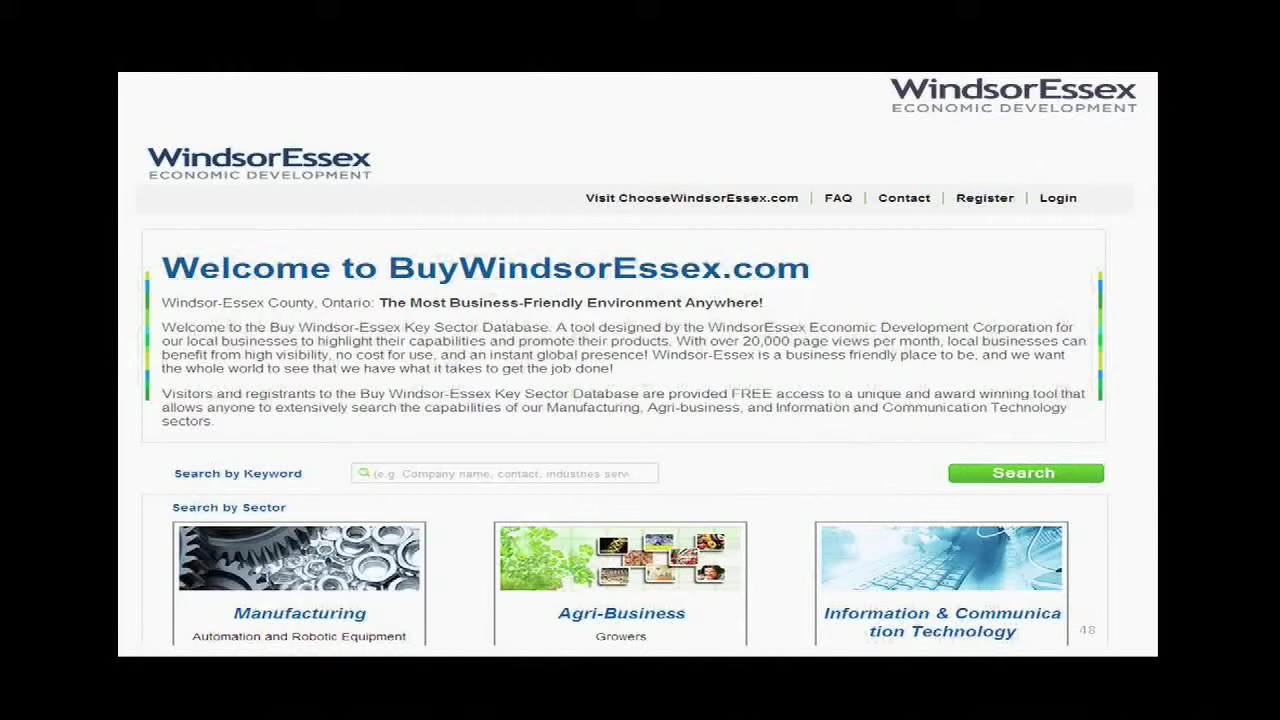 WindsorEssex
ECONOMIC DEVELOPMENT
WindsorEssex
ECONOMIC DEVELOPMENT
Visit ChooseWindsorEssex.com | FAQ | Contact | Register | Login
Welcome to BuyWindsorEssex.com
Windsor-Essex County, Ontario: The Most Business-Friendly Environment Anywhere!
Welcome to the Buy Windsor-Essex Key Sector Database. A tool designed by the WindsorEssex Economic Development Corporation for
our local businesses to highlight their capabilities and promote their products. With over 20,000 page views per month, local businesses can
benefit from high visibility, no cost for use, and an instant global presence! Windsor-Essex is a business friendly place to be, and we want
the whole world to see that we have what it takes to get the job done!
Visitors and registrants to the Buy Windsor-Essex Key Sector Database are provided FREE access to a unique and award winning tool that
allows anyone to extensively search the capabilities of our Manufacturing, Agri-business, and Information and Communication Technology
sectors.
Search by Keyword (e.g. Company name, contact, industries serv Search
Search by Sector
Manufacturing
Automation and Robotic Equipment
Agri-Business
Growers
Information & Communica
tion Technology
48